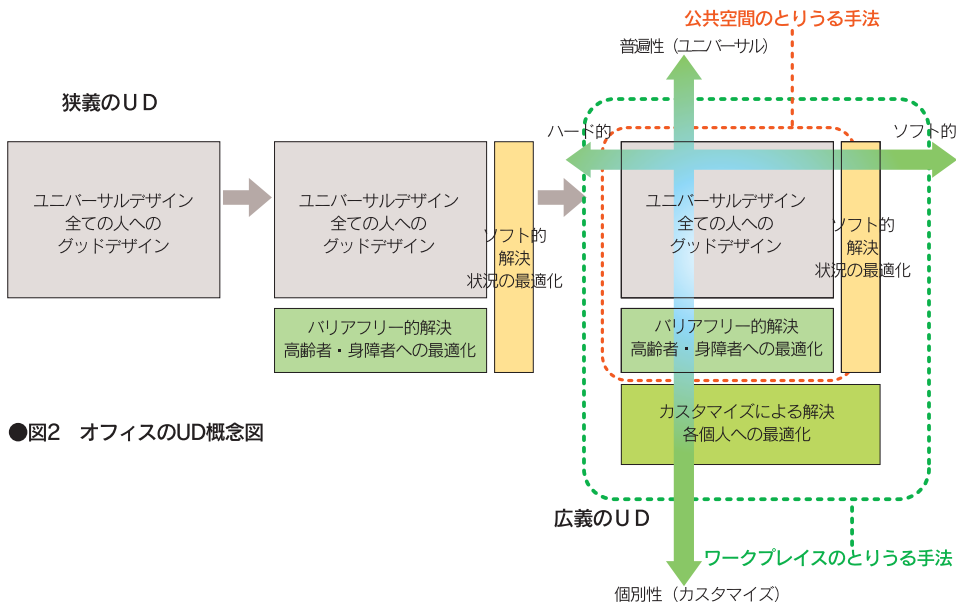 公共空間のとりうる手法
普遍性（ユニバーサル）
狭義のＵＤ
ハード的
ソフト的
ユニバーサルデザイン
全ての人への
グッドデザイン
ユニバーサルデザイン
全ての人への
グッドデザイン
ソフト的
解決
状況の最適化
バリアフリー的解決
高齢者・身障者への最適化
ユニバーサルデザイン
全ての人への
グッドデザイン
ソフト的
解決
状況の最適化
バリアフリー的解決
高齢者・身障者への最適化
カスタマイズによる解決
各個人への最適化
●図2　オフィスのUD概念図
広義のＵＤ
ワークプレイスのとりうる手法
個別性（カスタマイズ）